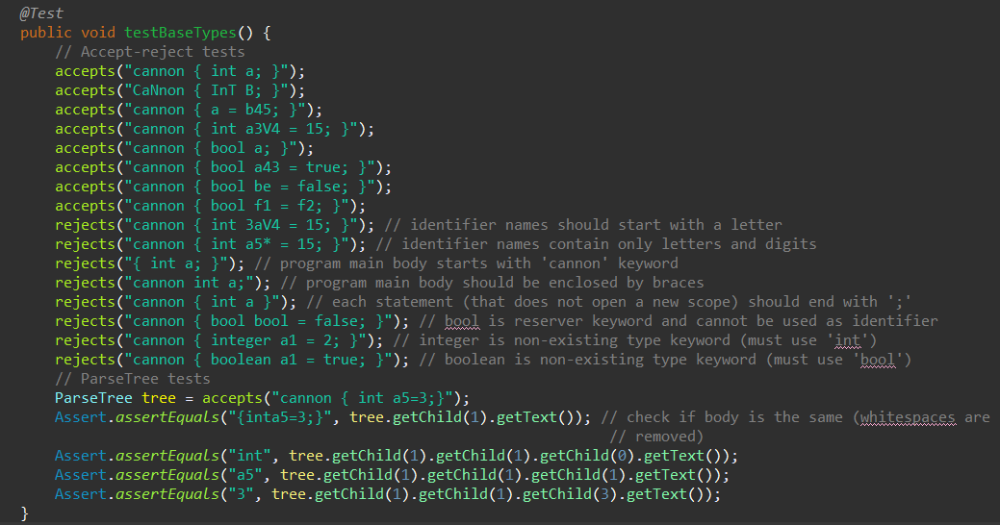 @Test
public void testBaseTypes() {
// Accept-reject tests
accepts("cannon { int a; }");
accepts("CaNnon { InT B; }");
accepts("cannon { a = b45; }");
accepts("cannon { int a3V4 = 15; }");
accepts("cannon { bool a; }");
accepts("cannon { bool a43 = true; }");
accepts("cannon { bool be = false; }");
accepts("cannon { bool f1 = f2; }");
rejects("cannon { int 3aV4 = 15; }"); // identifier names should start with a letter
rejects("cannon { int a5* = 15; }"); // identifier names contain only letters and digits
rejects("{ int a; }"); // program main body starts with 'cannon' keyword
rejects("cannon int a;"); // program main body should be enclosed by braces
rejects("cannon { int a }"); // each statement (that does not open a new scope) should end with ';'
rejects("cannon { bool bool = false; }"); // bool is reserver keyword and cannot be used as identifier
rejects("cannon { integer a1 = 2; }"); // integer is non-existing type keyword (must use 'int')
rejects("cannon { boolean a1 = true; }"); // boolean is non-existing type keyword (must use 'bool')
// ParseTree tests
ParseTree tree = accepts("cannon { int a5=3;}");
Assert.assertEquals("{inta5=3;}", tree.getChild(1).getText()); // check if body is the same (whitespaces are
// removed)
Assert.assertEquals("int", tree.getChild(1).getChild(1).getChild(0).getText());
Assert.assertEquals("a5", tree.getChild(1).getChild(1).getChild(1).getText());
Assert.assertEquals("3", tree.getChild(1).getChild(1).getChild(3).getText());
}